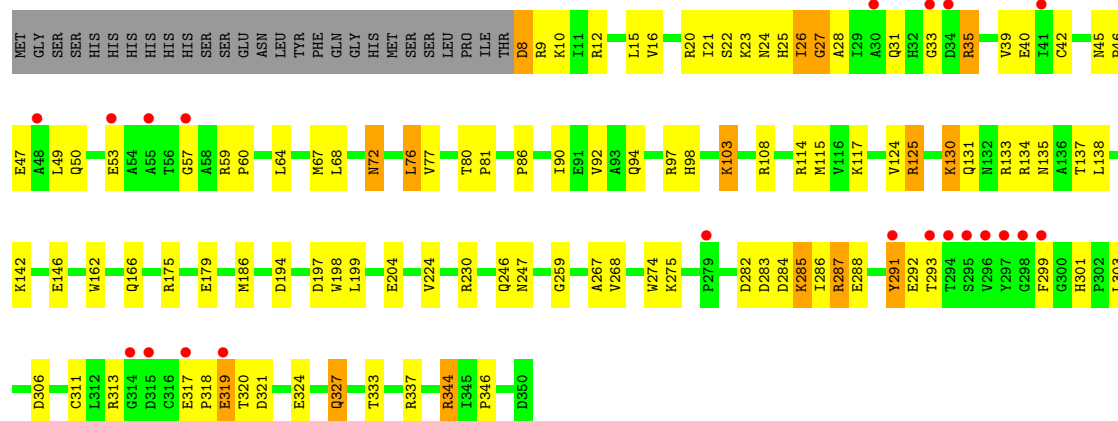 MET GLY SER SER HIS HIS HIS HIS HIS HIS SER SER GLU ASN LEU TYR PHE GLN GLY HIS MET SER SER LEU PRO ILE THR D8 R9 K10 I11 R12 L15 V16 R20 I21 S22 K23 N24 H25 I26 G27 A28 I29 A30 Q31 H32 G33 D34 R35 V39 E40 I41 C42 N45
E47 A48 L49 Q50 E53 A54 A55 T56 G57 A58 R59 P60 L64 M67 L68 N72 L76 V77 T80 P81 P86 I90 E91 V92 A93 Q94 R97 H98 K103 R108 R114 M115 V116 K117 V124 R125 K130 Q131 N132 R133 R134 N135 A136 T137 L138
K142 E146 W162 Q166 R175 E179 M186 D194 D197 W198 L199 E204 V224 R230 Q246 N247 G259 A267 V268 W274 K275 P279 D282 D283 D284 K285 I286 R287 E288 Y291 E292 T293 T294 S295 V296 Y297 G298 F299 G300 H301 P302 L303
D306 C311 L312 R313 G314 D315 C316 E317 P318 E319 T320 D321 E324 Q327 T333 R337 R344 I345 P346 D350